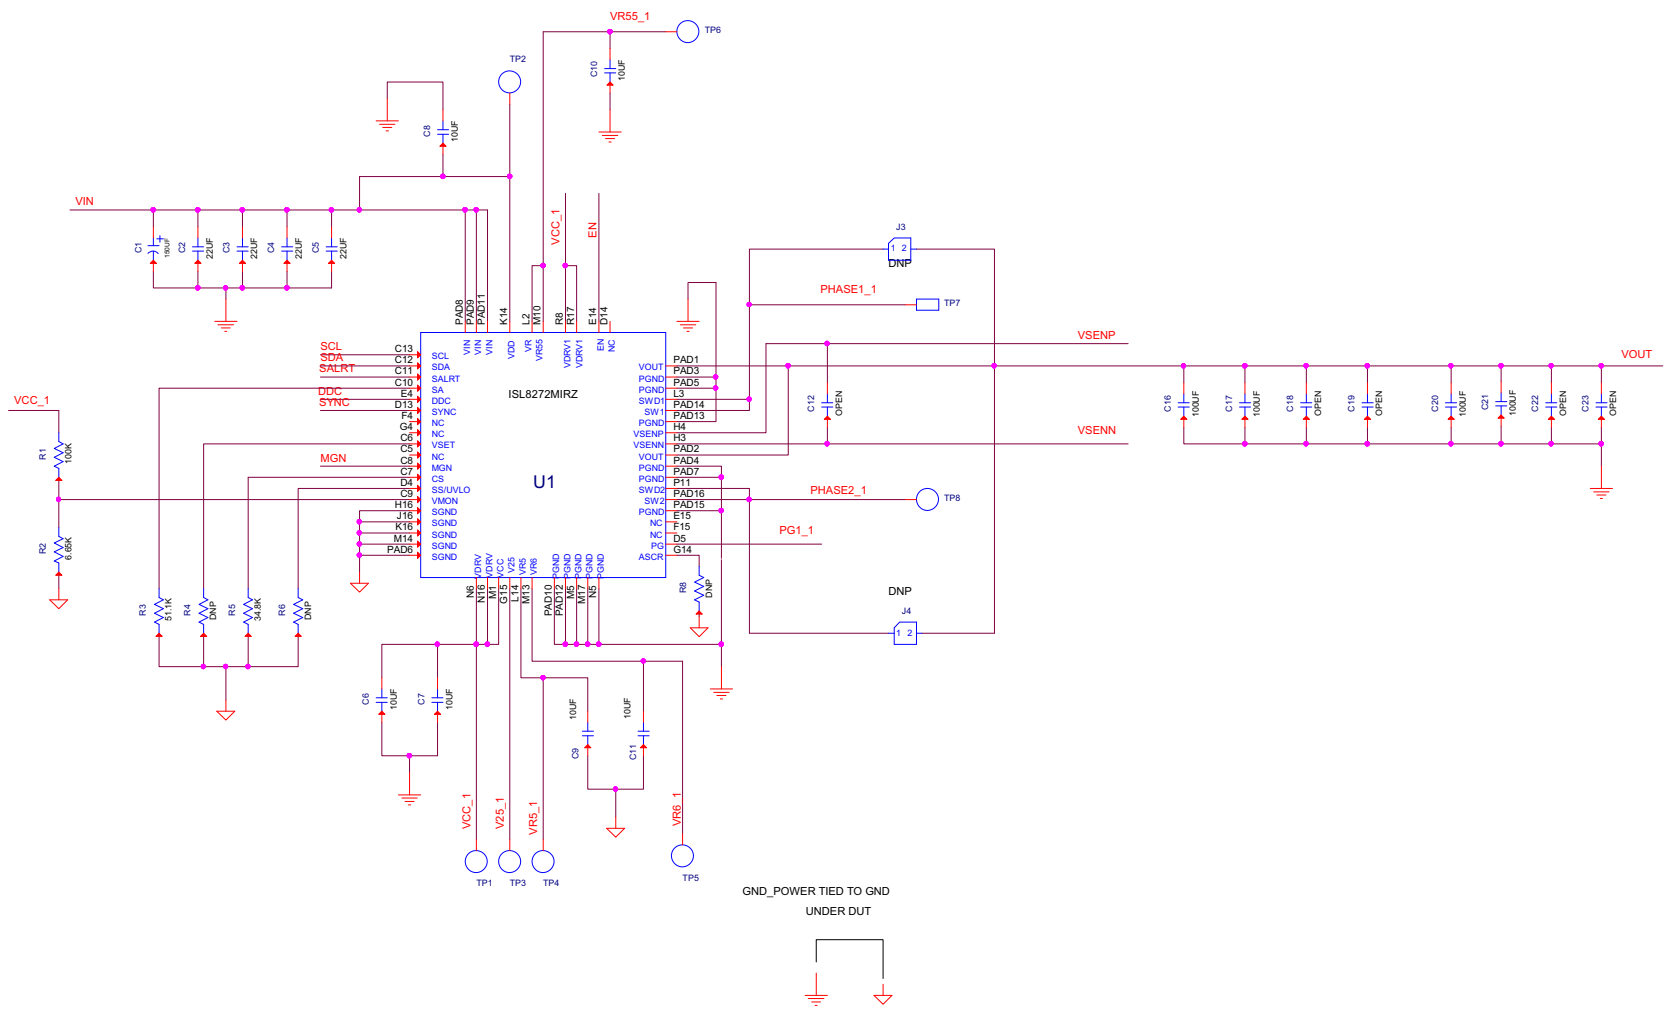 VR55_1
TP6
TP2
C10
10UF
C8
10UF
VIN
C1
150UF
C2
22UF
C3
22UF
C4
22UF
C5
22UF
VCC_1
EN
J3
1 2
DNP
PHASE1_1
TP7
PAD8
PAD9
PAD11
K14
L2
M10
R8
R17
E14
D14
VIN
VIN
VIN
VDD
VR
VR55
VDRV1
VDRV1
EN
NC
ISL8272MIRZ
U1
SCL
C13
SCL
SDA
C12
SDA
SALRT
C11
SALRT
C10
SA
DDC
E4
DDC
SYNC
D13
SYNC
F4
NC
G4
NC
C6
VSET
C5
NC
MGN
C8
MGN
C7
CS
D4
SS/UVLO
C9
VMON
H16
SGND
J16
SGND
K16
SGND
M14
SGND
PAD6
SGND
VOUT
PAD1
PGND
PAD3
PGND
PAD5
SWD1
L3
SW1
PAD14
PGND
PAD13
VSENP
H4
VSENN
H3
VOUT
PAD2
PGND
PAD4
PGND
PAD7
SWD2
P11
SW2
PAD16
PGND
PAD15
NC
E15
NC
F15
PG
D5
ASCR
G14
VDRV
VDRV
VCC
V25
VR5
VR6
PGND
PGND
PGND
PGND
PGND
N6
N16
M1
G15
L14
M13
PAD10
PAD12
M5
M17
N5
VSENP
VOUT
C12
OPEN
VSENN
C16
100UF
C17
100UF
C18
OPEN
C19
OPEN
C20
100UF
C21
100UF
C22
OPEN
C23
OPEN
PHASE2_1
TP8
PG1_1
VCC_1
R1
100K
R2
6.65K
R3
51.1K
R4
DNP
R5
34.8K
R6
DNP
R8
DNP
DNP
J4
1 2
C6
10UF
C7
10UF
10UF
C9
10UF
C11
VCC_1
V25_1
VR5_1
VR6_1
TP1
TP3
TP4
TP5
GND_POWER TIED TO GND
UNDER DUT